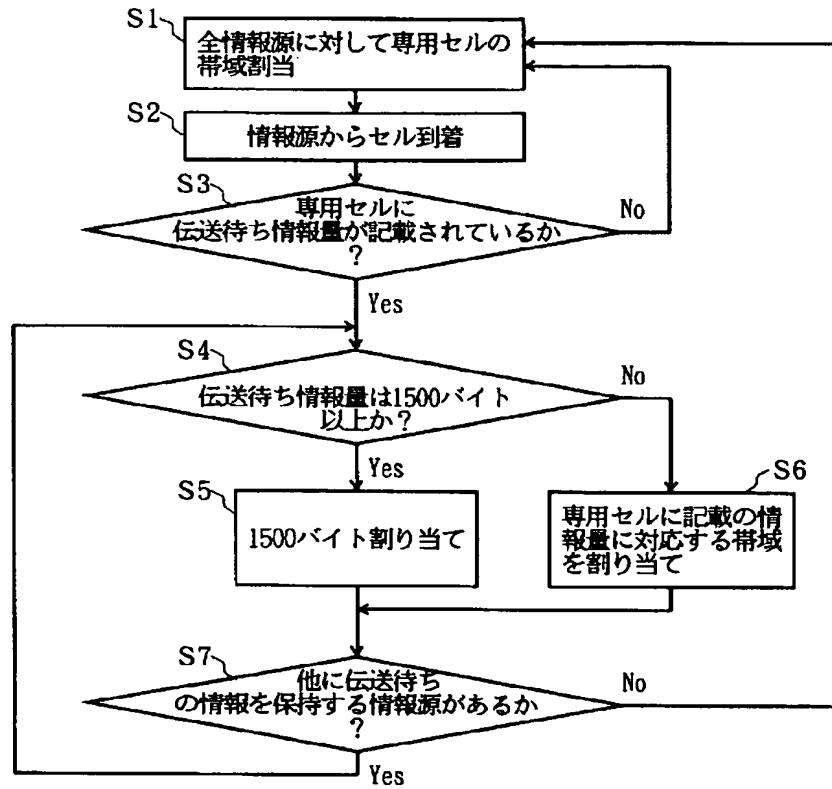 S1
全情報源に対して専用セルの
帯域割当
S2
情報源からセル到着
S3
専用セルに
伝送待ち情報量が記載されているか
？
No
Yes
S4
伝送待ち情報量は1500バイト
以上か？
No
Yes
S5
1500バイト割り当て
S6
専用セルに記載の情
報量に対応する帯域
を割り当て
S7
他に伝送待ち
の情報を保持する情報源があるか
？
No
Yes